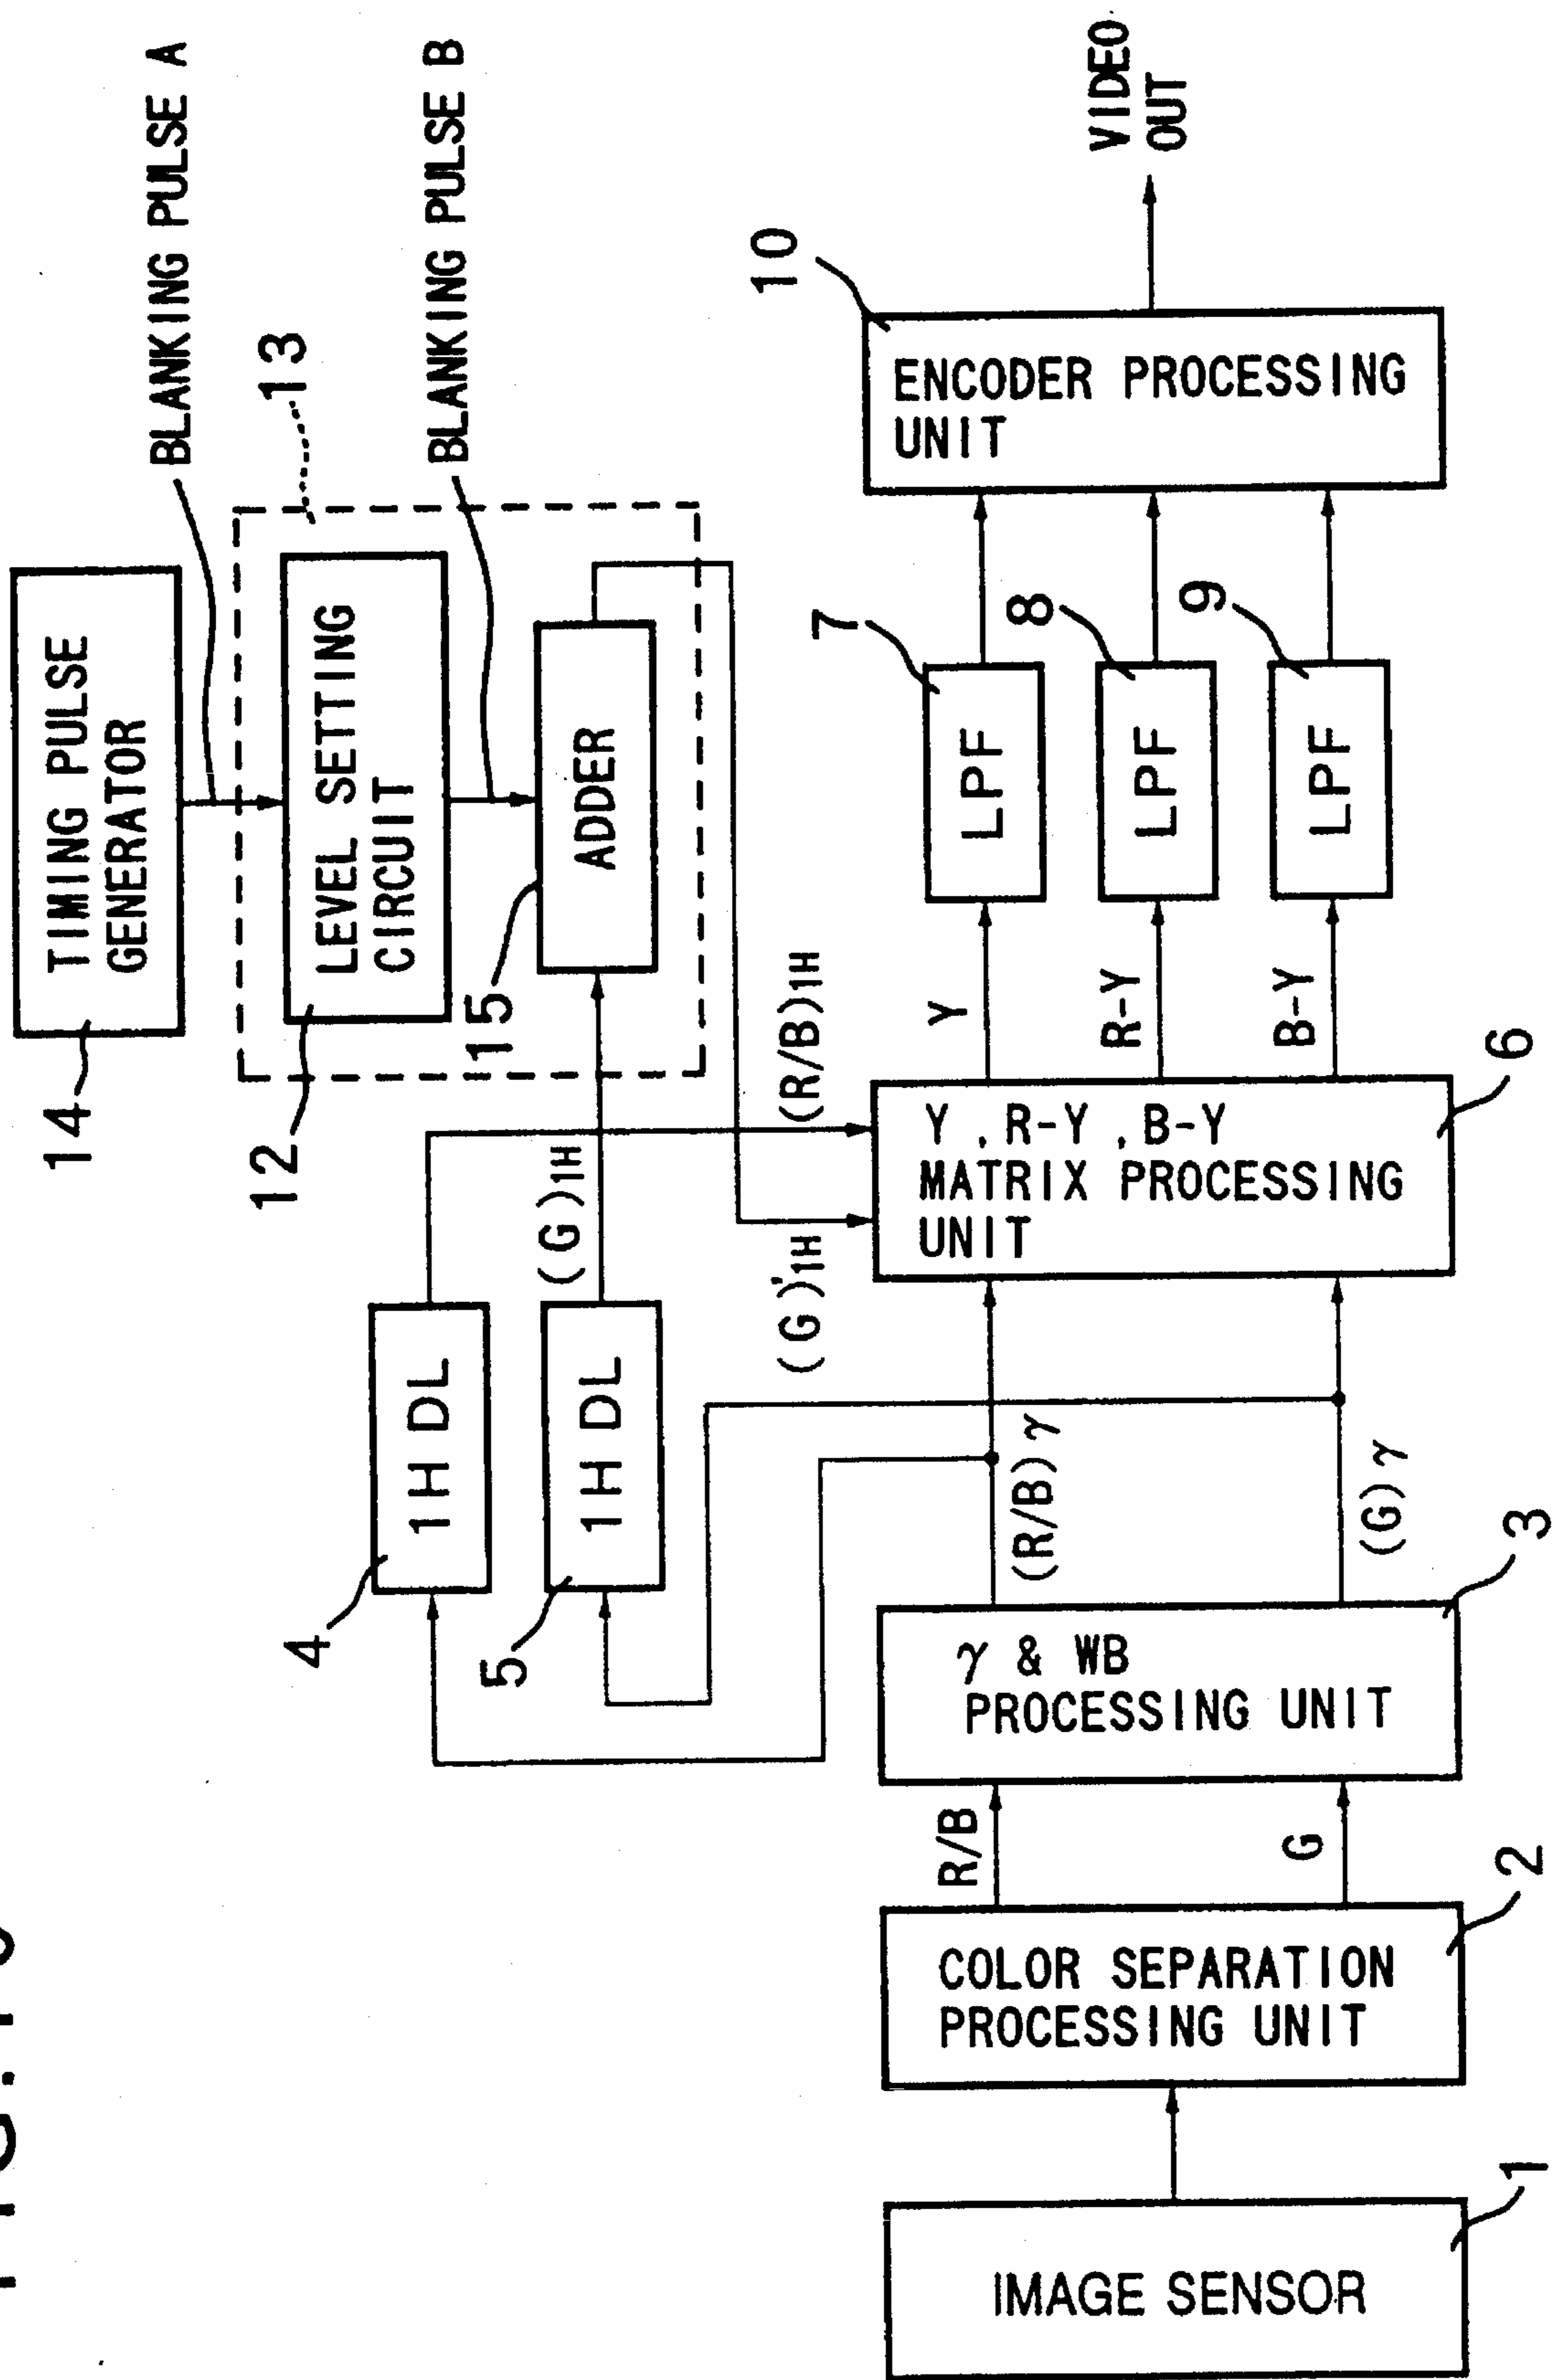 14
TIMING PULSE
GENERATOR
BLANKING PULSE A
13
12
LEVEL SETTING
CIRCUIT
BLANKING PULSE B
15
ADDER
4
1H DL
5
1H DL
(G)1H
(R/B)1H
(G)'1H
1
IMAGE SENSOR
2
COLOR SEPARATION
PROCESSING UNIT
R/B
G
3
γ & WB
PROCESSING UNIT
(R/B)γ
(G)γ
6
Y , R-Y , B-Y
MATRIX PROCESSING
UNIT
Y
R-Y
B-Y
7
LPF
8
LPF
9
LPF
10
ENCODER PROCESSING
UNIT
VIDEO
OUT